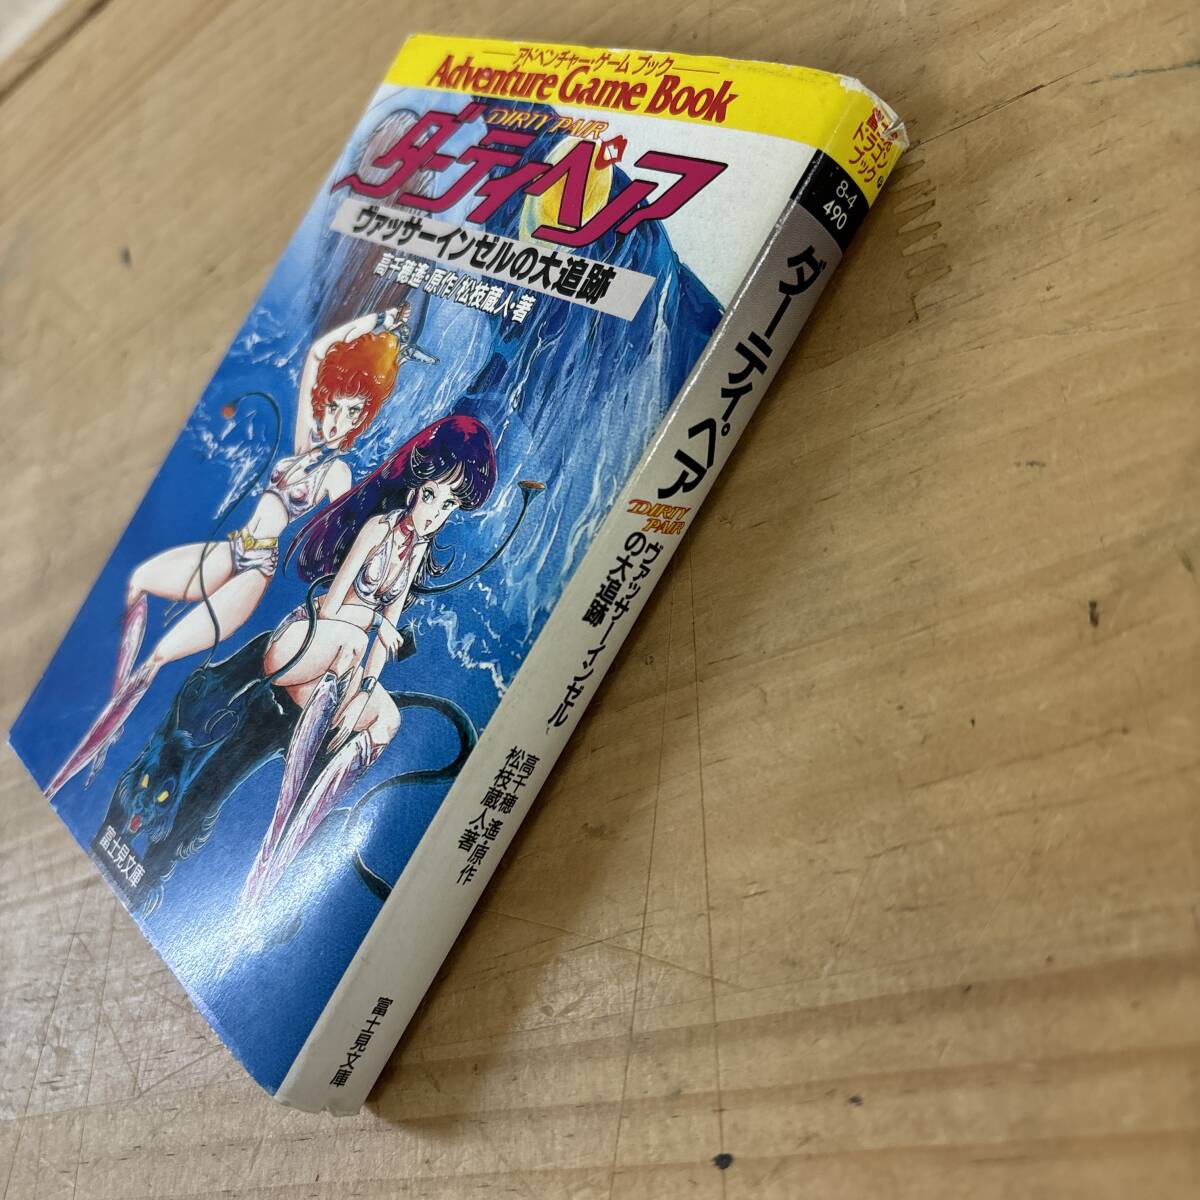 アドベンチャー・ゲーム ブック
Adventure Game Book
DIRTY PAIR
ダーティペア
ヴァッサーインゼルの大追跡
高千穂遙・原作/松枝蔵人・著
富士見文庫
8-4
490
ダーティペア
DIRTY
PAIR
ヴァッサーインゼル
の大追跡
高千穂 遙・原作
松枝蔵人・著
富士見文庫